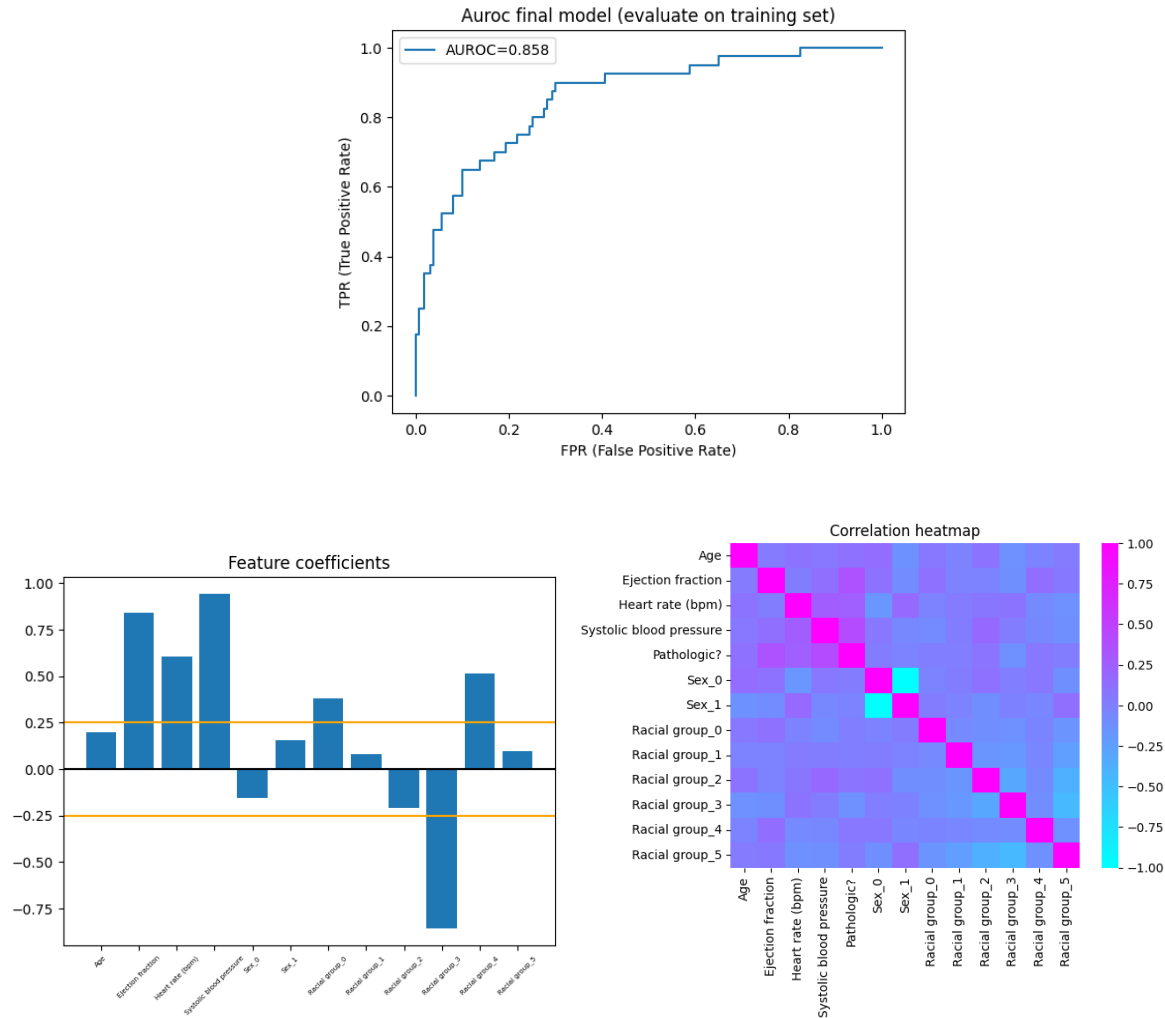 Auroc final model (evaluate on training set)
AUROC=0.858
TPR (True Positive Rate)
1.0
0.8
0.6
0.4
0.2
0.0
0.0 0.2 0.4 0.6 0.8 1.0
FPR (False Positive Rate)
Feature coefficients
1.00
0.75
0.50
0.25
0.00
−0.25
−0.50
−0.75
Age
Ejection fraction
Heart rate (bpm)
Systolic blood pressure
Sex_0
Sex_1
Racial group_0
Racial group_1
Racial group_2
Racial group_3
Racial group_4
Racial group_5
Correlation heatmap
Age
Ejection fraction
Heart rate (bpm)
Systolic blood pressure
Pathologic?
Sex_0
Sex_1
Racial group_0
Racial group_1
Racial group_2
Racial group_3
Racial group_4
Racial group_5
Age
Ejection fraction
Heart rate (bpm)
Systolic blood pressure
Pathologic?
Sex_0
Sex_1
Racial group_0
Racial group_1
Racial group_2
Racial group_3
Racial group_4
Racial group_5
1.00
0.75
0.50
0.25
0.00
−0.25
−0.50
−0.75
−1.00